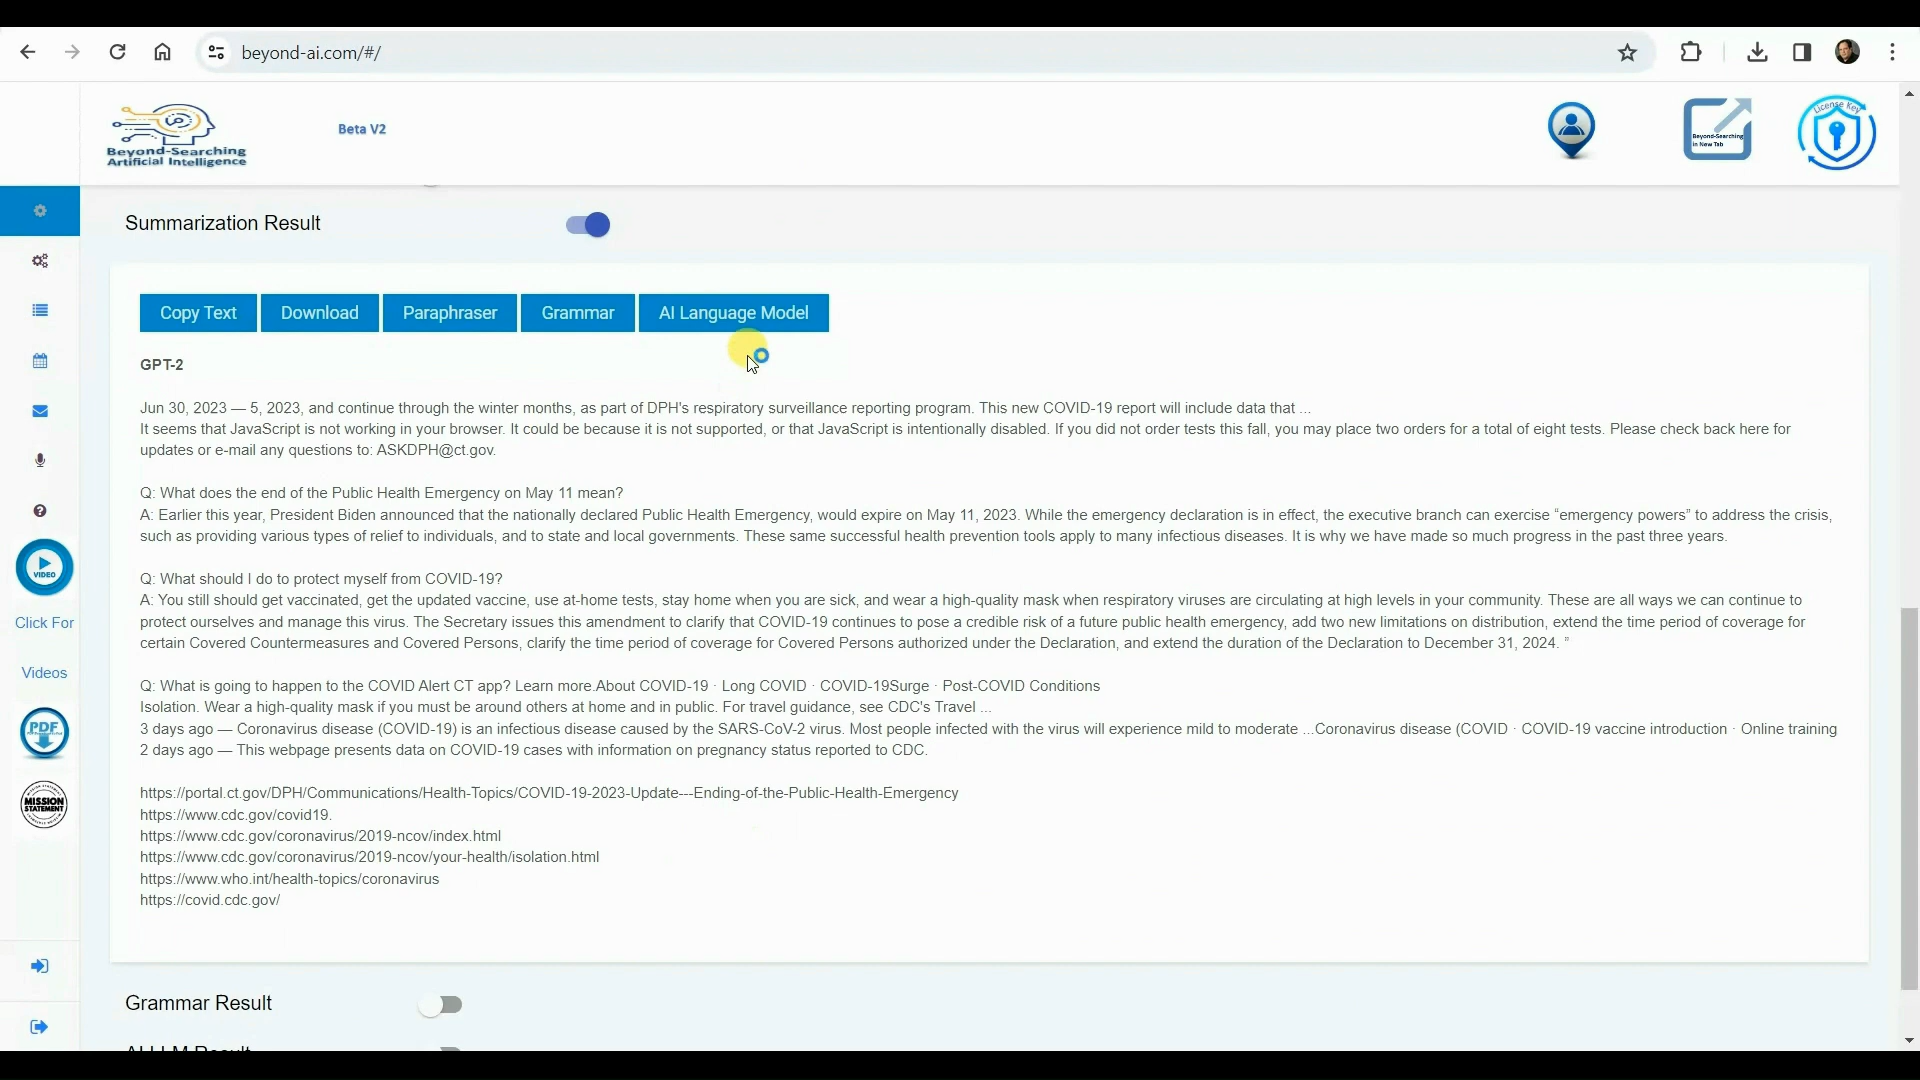 beyond-ai.com/#/
Beyond-Searching
Artificial Intelligence
Beta V2
Beyond-Searching
in New Tab
License Key
Summarization Result
Copy Text
Download
Paraphraser
Grammar
AI Language Model
GPT-2
Jun 30, 2023 — 5, 2023, and continue through the winter months, as part of DPH's respiratory surveillance reporting program. This new COVID-19 report will include data that ...
It seems that JavaScript is not working in your browser. It could be because it is not supported, or that JavaScript is intentionally disabled. If you did not order tests this fall, you may place two orders for a total of eight tests. Please check back here for
updates or e-mail any questions to: ASKDPH@ct.gov.
Q: What does the end of the Public Health Emergency on May 11 mean?
A: Earlier this year, President Biden announced that the nationally declared Public Health Emergency, would expire on May 11, 2023. While the emergency declaration is in effect, the executive branch can exercise “emergency powers” to address the crisis,
such as providing various types of relief to individuals, and to state and local governments. These same successful health prevention tools apply to many infectious diseases. It is why we have made so much progress in the past three years.
Q: What should I do to protect myself from COVID-19?
A: You still should get vaccinated, get the updated vaccine, use at-home tests, stay home when you are sick, and wear a high-quality mask when respiratory viruses are circulating at high levels in your community. These are all ways we can continue to
protect ourselves and manage this virus. The Secretary issues this amendment to clarify that COVID-19 continues to pose a credible risk of a future public health emergency, add two new limitations on distribution, extend the time period of coverage for
certain Covered Countermeasures and Covered Persons, clarify the time period of coverage for Covered Persons authorized under the Declaration, and extend the duration of the Declaration to December 31, 2024. ”
Q: What is going to happen to the COVID Alert CT app? Learn more.About COVID-19 · Long COVID · COVID-19Surge · Post-COVID Conditions
Isolation. Wear a high-quality mask if you must be around others at home and in public. For travel guidance, see CDC's Travel ...
3 days ago — Coronavirus disease (COVID-19) is an infectious disease caused by the SARS-CoV-2 virus. Most people infected with the virus will experience mild to moderate ...Coronavirus disease (COVID · COVID-19 vaccine introduction · Online training
2 days ago — This webpage presents data on COVID-19 cases with information on pregnancy status reported to CDC.
https://portal.ct.gov/DPH/Communications/Health-Topics/COVID-19-2023-Update---Ending-of-the-Public-Health-Emergency
https://www.cdc.gov/covid19.
https://www.cdc.gov/coronavirus/2019-ncov/index.html
https://www.cdc.gov/coronavirus/2019-ncov/your-health/isolation.html
https://www.who.int/health-topics/coronavirus
https://covid.cdc.gov/
VIDEO
Click For
Videos
PDF
MISSION
STATEMENT
Grammar Result